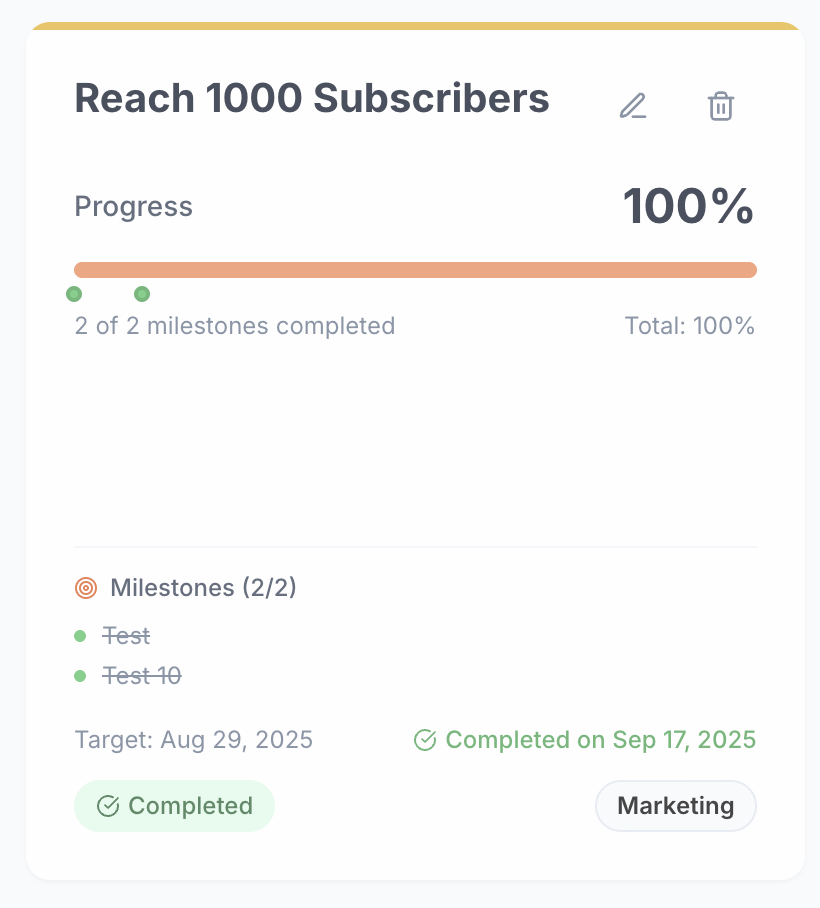 Reach 1000 Subscribers
Progress 100%
2 of 2 milestones completed Total: 100%
Milestones (2/2)
Test
Test 10
Target: Aug 29, 2025 Completed on Sep 17, 2025
Completed Marketing